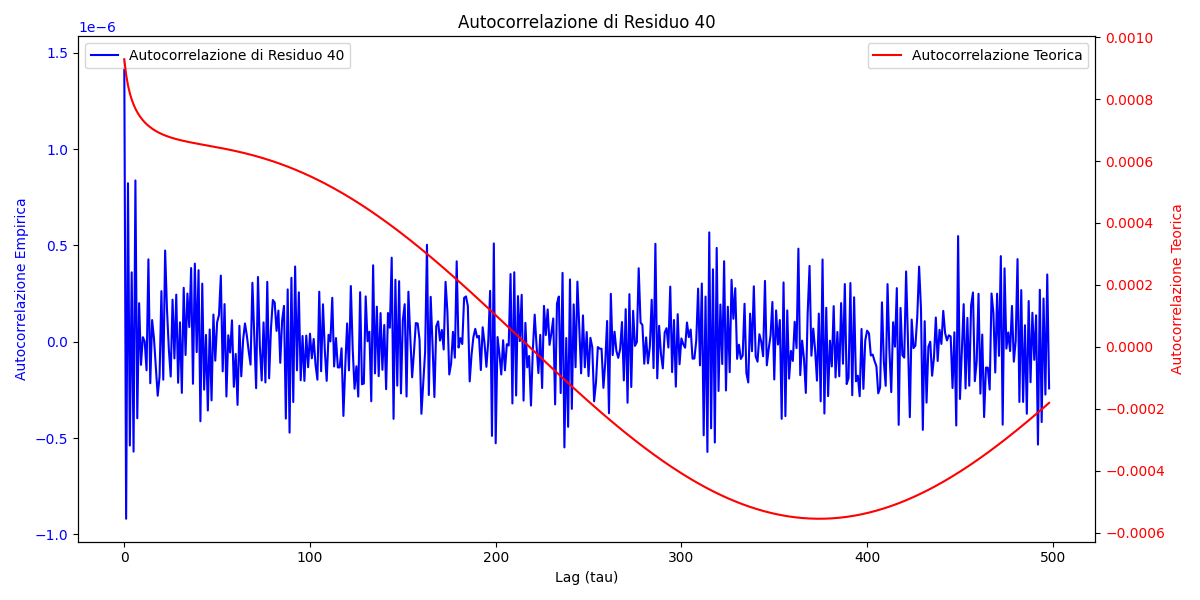 Autocorrelazione di Residuo 40
1e−6
Autocorrelazione di Residuo 40
Autocorrelazione Teorica
1.5
1.0
0.5
0.0
−0.5
−1.0
Autocorrelazione Empirica
0.0010
0.0008
0.0006
0.0004
0.0002
0.0000
−0.0002
−0.0004
−0.0006
Autocorrelazione Teorica
0 100 200 300 400 500
Lag (tau)